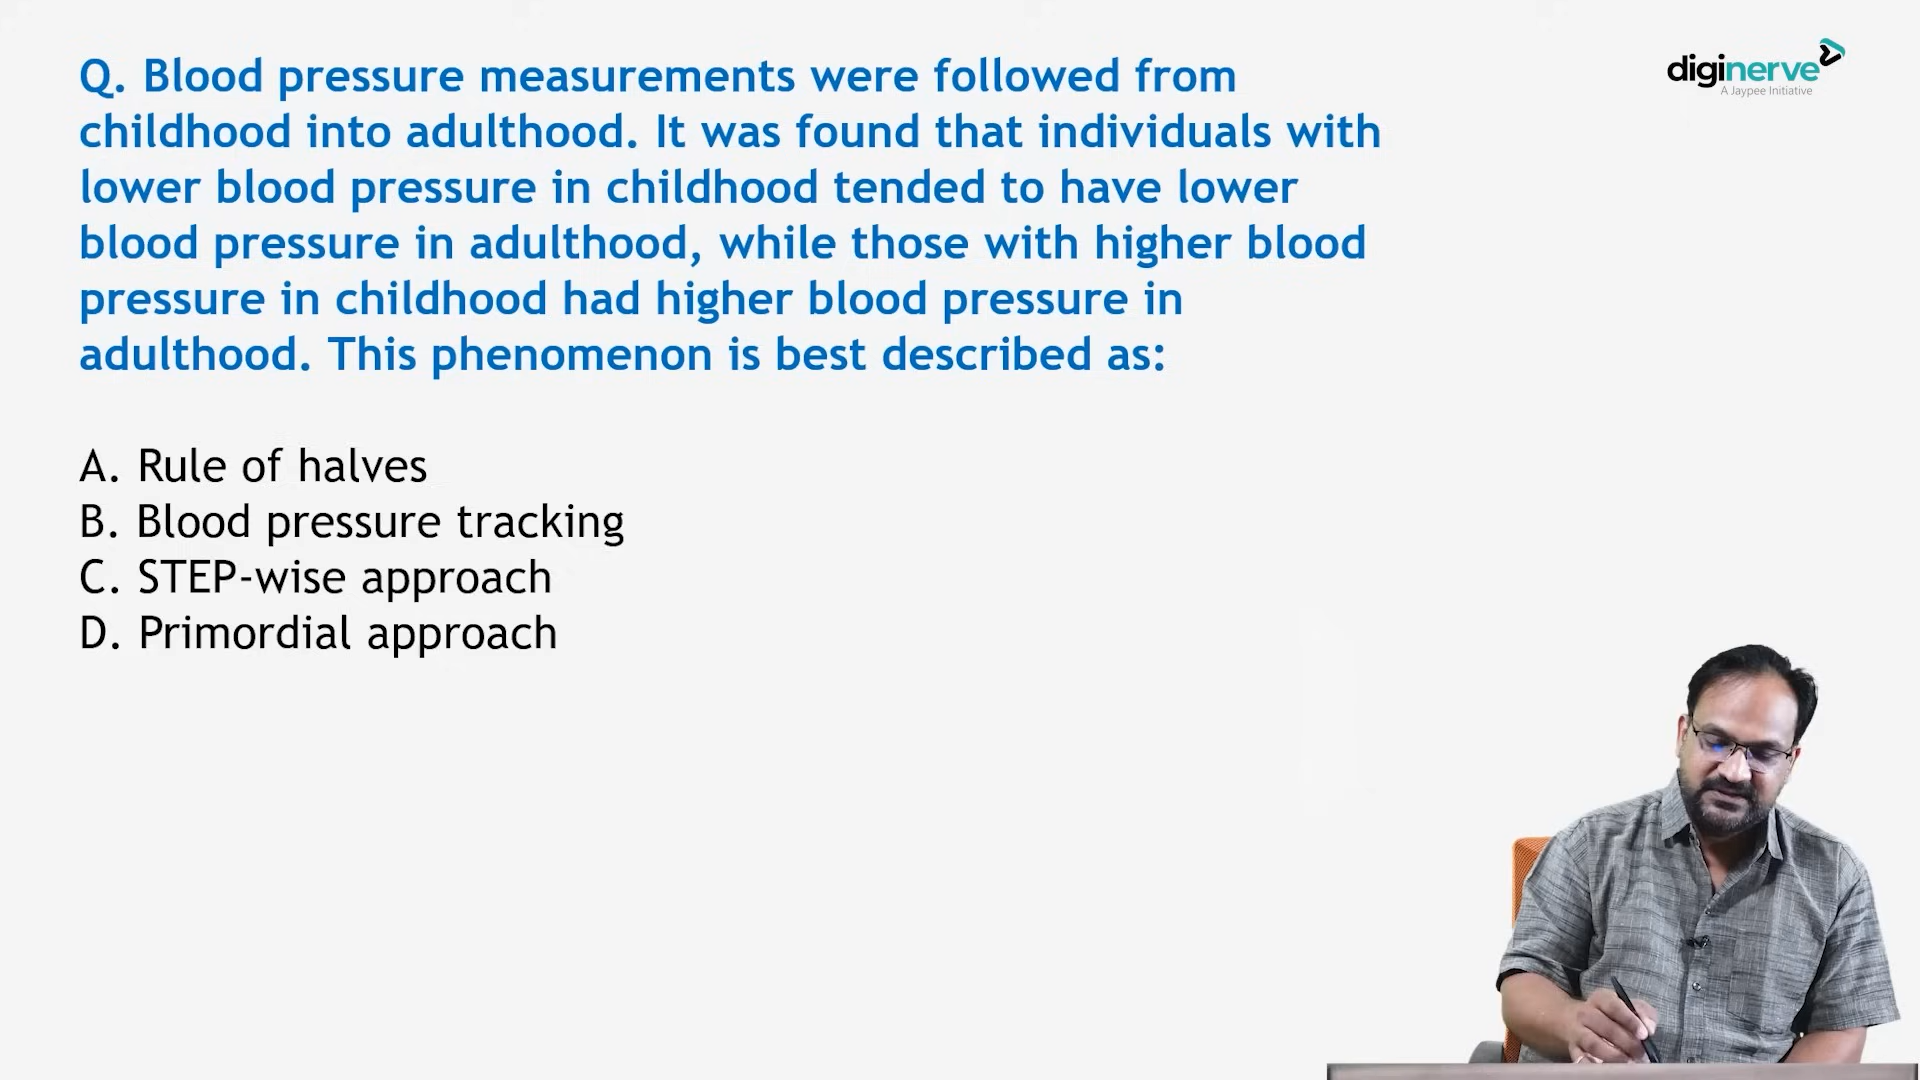 Q. Blood pressure measurements were followed from
childhood into adulthood. It was found that individuals with
lower blood pressure in childhood tended to have lower
blood pressure in adulthood, while those with higher blood
pressure in childhood had higher blood pressure in
adulthood. This phenomenon is best described as:
A. Rule of halves
B. Blood pressure tracking
C. STEP-wise approach
D. Primordial approach
diginerve
A Jaypee Initiative